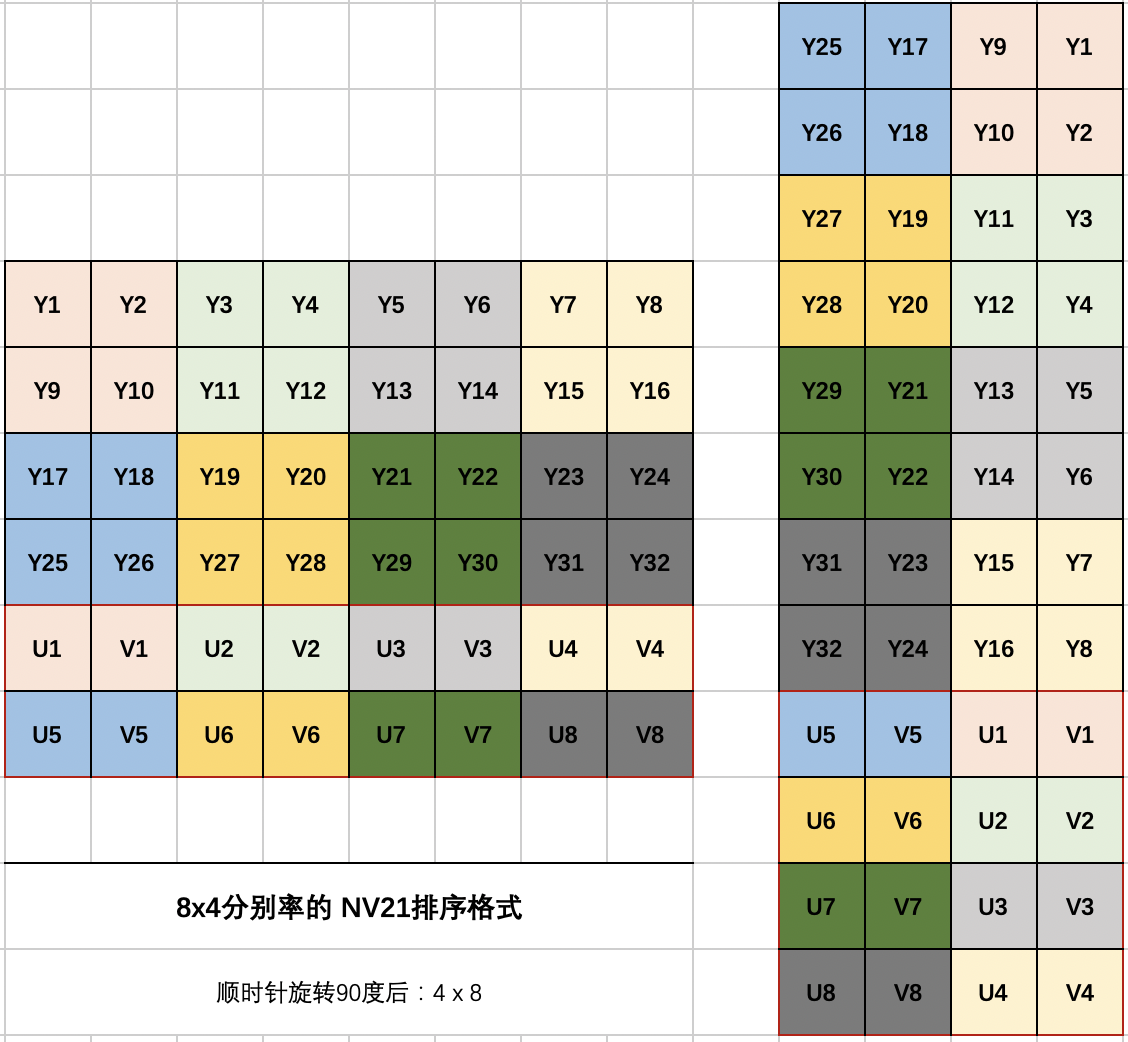 Y25 Y17 Y9 Y1
Y26 Y18 Y10 Y2
Y27 Y19 Y11 Y3
Y28 Y20 Y12 Y4
Y29 Y21 Y13 Y5
Y30 Y22 Y14 Y6
Y31 Y23 Y15 Y7
Y32 Y24 Y16 Y8
U5 V5 U1 V1
U6 V6 U2 V2
U7 V7 U3 V3
U8 V8 U4 V4
Y1 Y2 Y3 Y4 Y5 Y6 Y7 Y8
Y9 Y10 Y11 Y12 Y13 Y14 Y15 Y16
Y17 Y18 Y19 Y20 Y21 Y22 Y23 Y24
Y25 Y26 Y27 Y28 Y29 Y30 Y31 Y32
U1 V1 U2 V2 U3 V3 U4 V4
U5 V5 U6 V6 U7 V7 U8 V8
8x4分别率的 NV21排序格式
顺时针旋转90度后：4 x 8